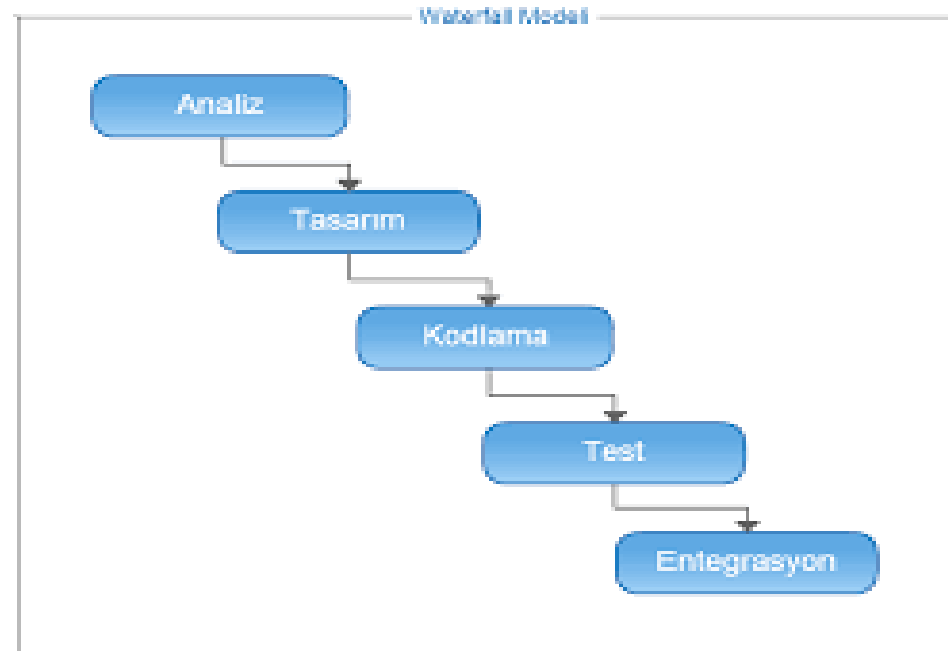 Waterfall Modeli
Analiz
Tasarım
Kodlama
Test
Entegrasyon